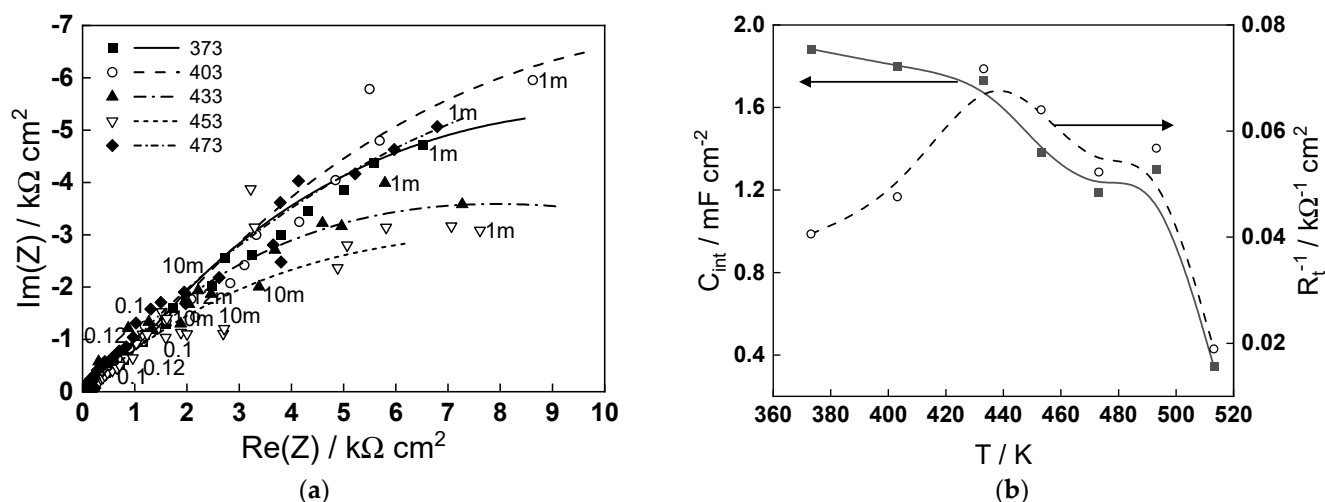 -7
-6
-5
-4
-3
-2
-1
0
Im(Z) / kΩ cm²
373
403
433
453
473
1m
1m
1m
1m
10m
12m
0.1
10m
10m
10m
0.12
0.1
0.12
0.1
0 1 2 3 4 5 6 7 8 9 10
Re(Z) / kΩ cm²
(a)
2.0
1.6
1.2
0.8
0.4
C_int / mF cm⁻²
0.08
0.06
0.04
0.02
R_t⁻¹ / kΩ⁻¹ cm²
360 380 400 420 440 460 480 500 520
T / K
(b)